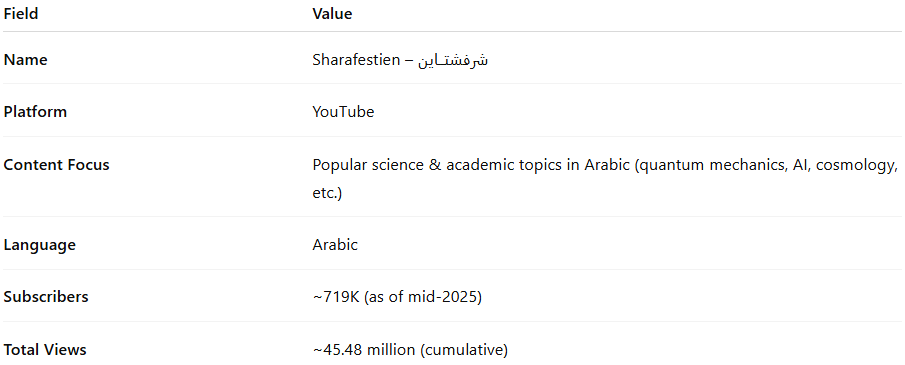 Field Value
Name Sharafestien – شرفشتـاين
Platform YouTube
Content Focus Popular science & academic topics in Arabic (quantum mechanics, AI, cosmology,
etc.)
Language Arabic
Subscribers ~719K (as of mid-2025)
Total Views ~45.48 million (cumulative)